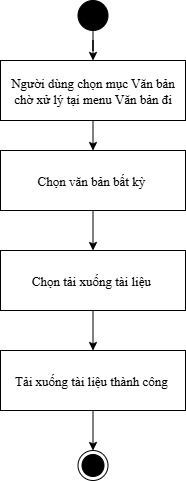 Người dùng chọn mục Văn bản
chờ xử lý tại menu Văn bản đi
Chọn văn bản bất kỳ
Chọn tải xuống tài liệu
Tải xuống tài liệu thành công